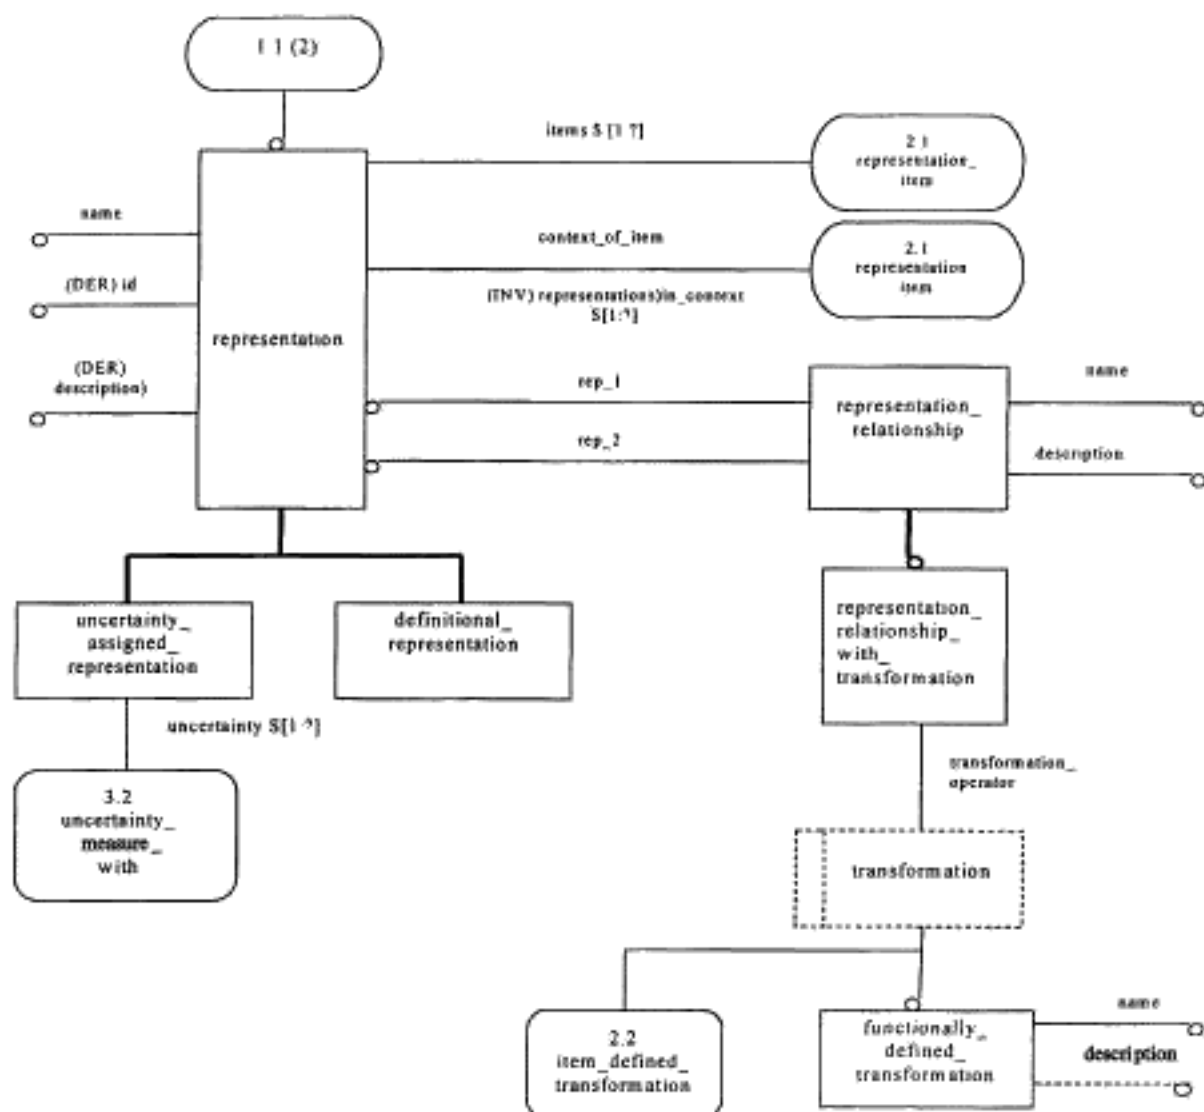 1 1 (2)
items S [1 ?]
2 1
representation_
item
name
context_of_item
2.1
representation
item
(DER) id
(INV) representations)in_context
S[1:?]
representation
(DER)
description)
rep_1
name
representation_
relationship
rep_2
description
uncertainty_
assigned_
representation
definitional_
representation
representation_
relationship_
with_
transformation
uncertainty S[1 ?]
transformation_
operator
3.2
uncertainty_
measure_
with
transformation
name
2.2
item_defined_
transformation
functionally_
defined_
transformation
description